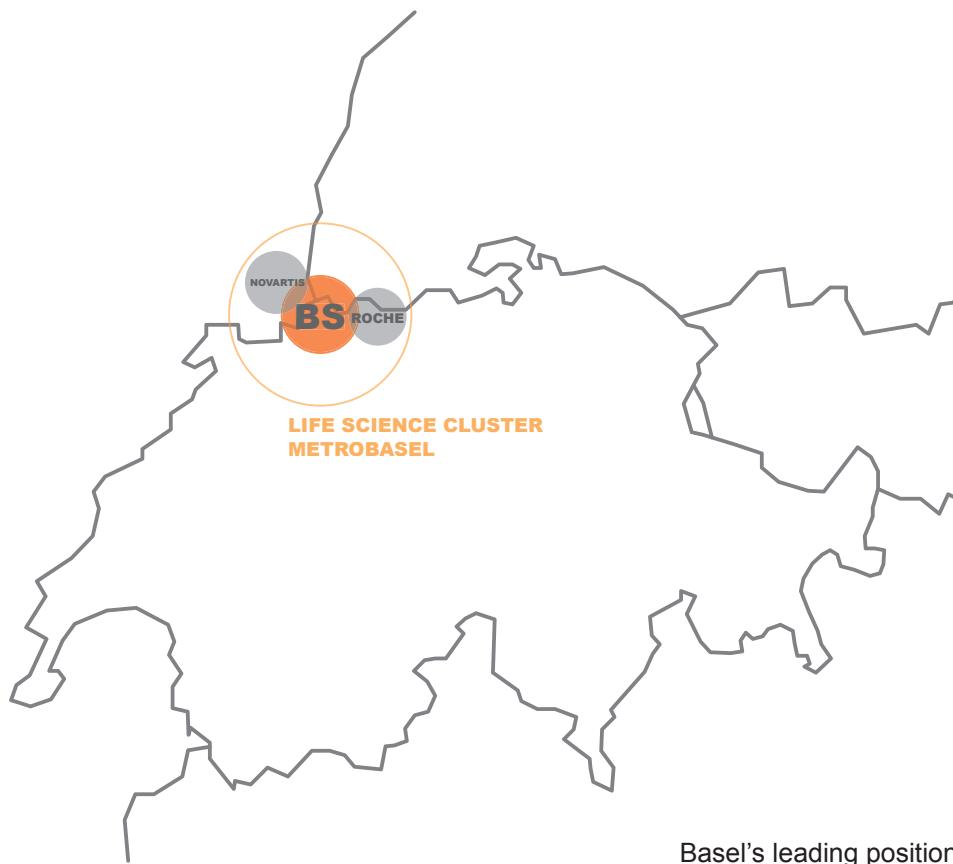 NOVARTIS
BS
ROCHE
LIFE SCIENCE CLUSTER
METROBASEL
Basel’s leading position